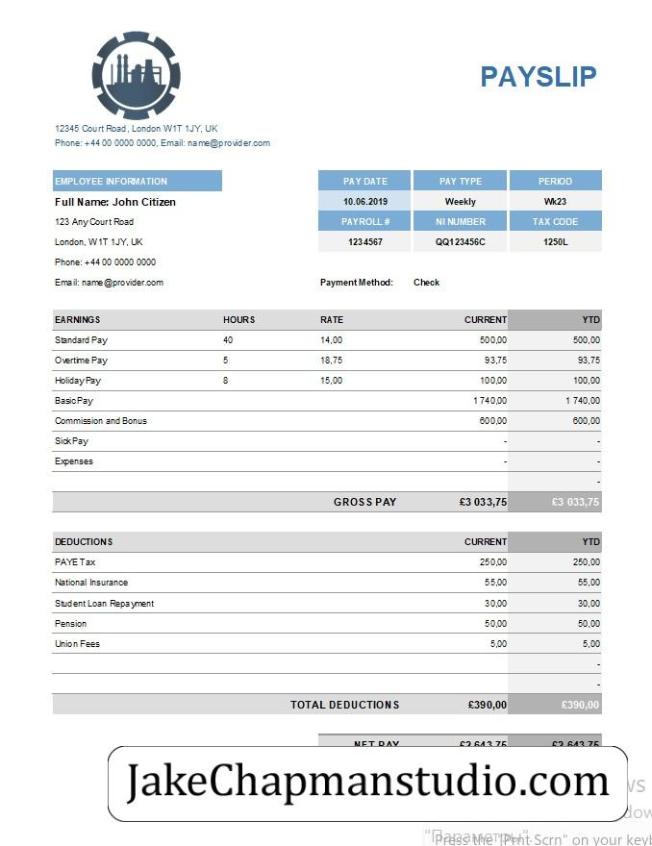 PAYSLIP
12345 Court Road, London W1T 1JY, UK
Phone: +44 00 0000 0000, Email: name@provider.com
EMPLOYEE INFORMATION
PAY DATE PAY TYPE PERIOD
Full Name: John Citizen
10.06.2019 Weekly Wk23
123 Any Court Road
PAYROLL # NI NUMBER TAX CODE
London, W1T 1JY, UK
1234567 QQ123456C 1250L
Phone: +44 00 0000 0000
Email: name@provider.com
Payment Method: Check
EARNINGS HOURS RATE CURRENT YTD
Standard Pay 40 14,00 500,00 500,00
Overtime Pay 5 18,75 93,75 93,75
Holiday Pay 8 15,00 100,00 100,00
Basic Pay 1 740,00 1 740,00
Commission and Bonus 600,00 600,00
Sick Pay - -
Expenses - -
-
GROSS PAY £3 033,75 £3 033,75
DEDUCTIONS CURRENT YTD
PAYE Tax 250,00 250,00
National Insurance 55,00 55,00
Student Loan Repayment 30,00 30,00
Pension 50,00 50,00
Union Fees 5,00 5,00
-
-
TOTAL DEDUCTIONS £390,00 £390,00
NET PAY £2 643,75 £2 643,75
JakeChapmanstudio.com
"Параметры".
Press the "Prnt Scrn" on your